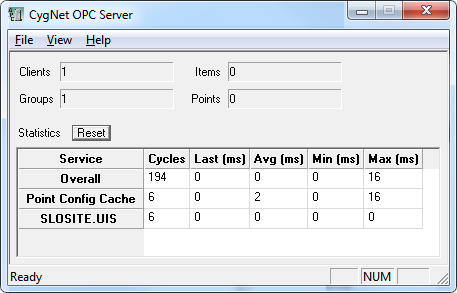 CygNet OPC Server
File View Help
Clients 1 Items 0
Groups 1 Points 0
Statistics Reset
Service Cycles Last (ms) Avg (ms) Min (ms) Max (ms)
Overall 194 0 0 0 16
Point Config Cache 6 0 2 0 16
SLOSITE.UIS 6 0 0 0 0
Ready NUM